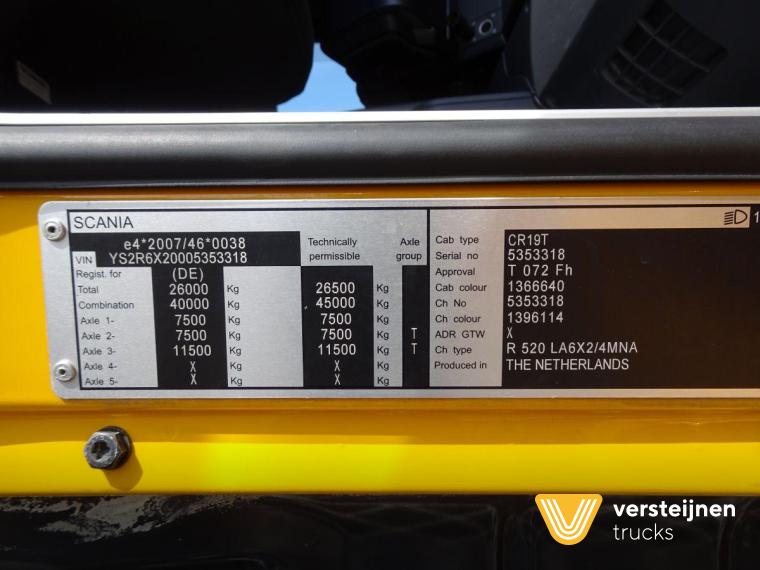 SCANIA
e4*2007/46*0038
VIN YS2R6X20005353318
Technically permissible
Axle group
Regist. for (DE)
Total 26000 Kg 26500 Kg
Combination 40000 Kg 45000 Kg
Axle 1- 7500 Kg 7500 Kg
Axle 2- 7500 Kg 7500 Kg T
Axle 3- 11500 Kg 11500 Kg T
Axle 4- X Kg X Kg
Axle 5- X Kg X Kg
1
Cab type CR19T
Serial no 5353318
Approval T 072 Fh
Cab colour 1366640
Ch No 5353318
Ch colour 1396114
ADR GTW X
Ch type R 520 LA6X2/4MNA
Produced in THE NETHERLANDS
versteijnen
trucks